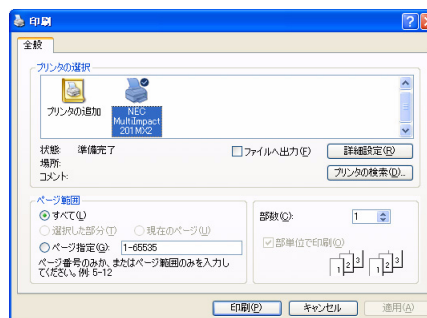 印刷
全般
プリンタの選択
プリンタの追加
NEC
MultiImpact
201MX2
状態: 準備完了
場所:
コメント:
ファイルへ出力(F)
詳細設定(R)
プリンタの検索(D)...
ページ範囲
すべて(L)
選択した部分(T)
現在のページ(U)
ページ指定(G): 1-65535
ページ番号のみか、またはページ範囲のみを入力し
てください。例: 5-12
部数(C): 1
部単位で印刷(O)
1 2 3 1 2 3
印刷(P)
キャンセル
適用(A)